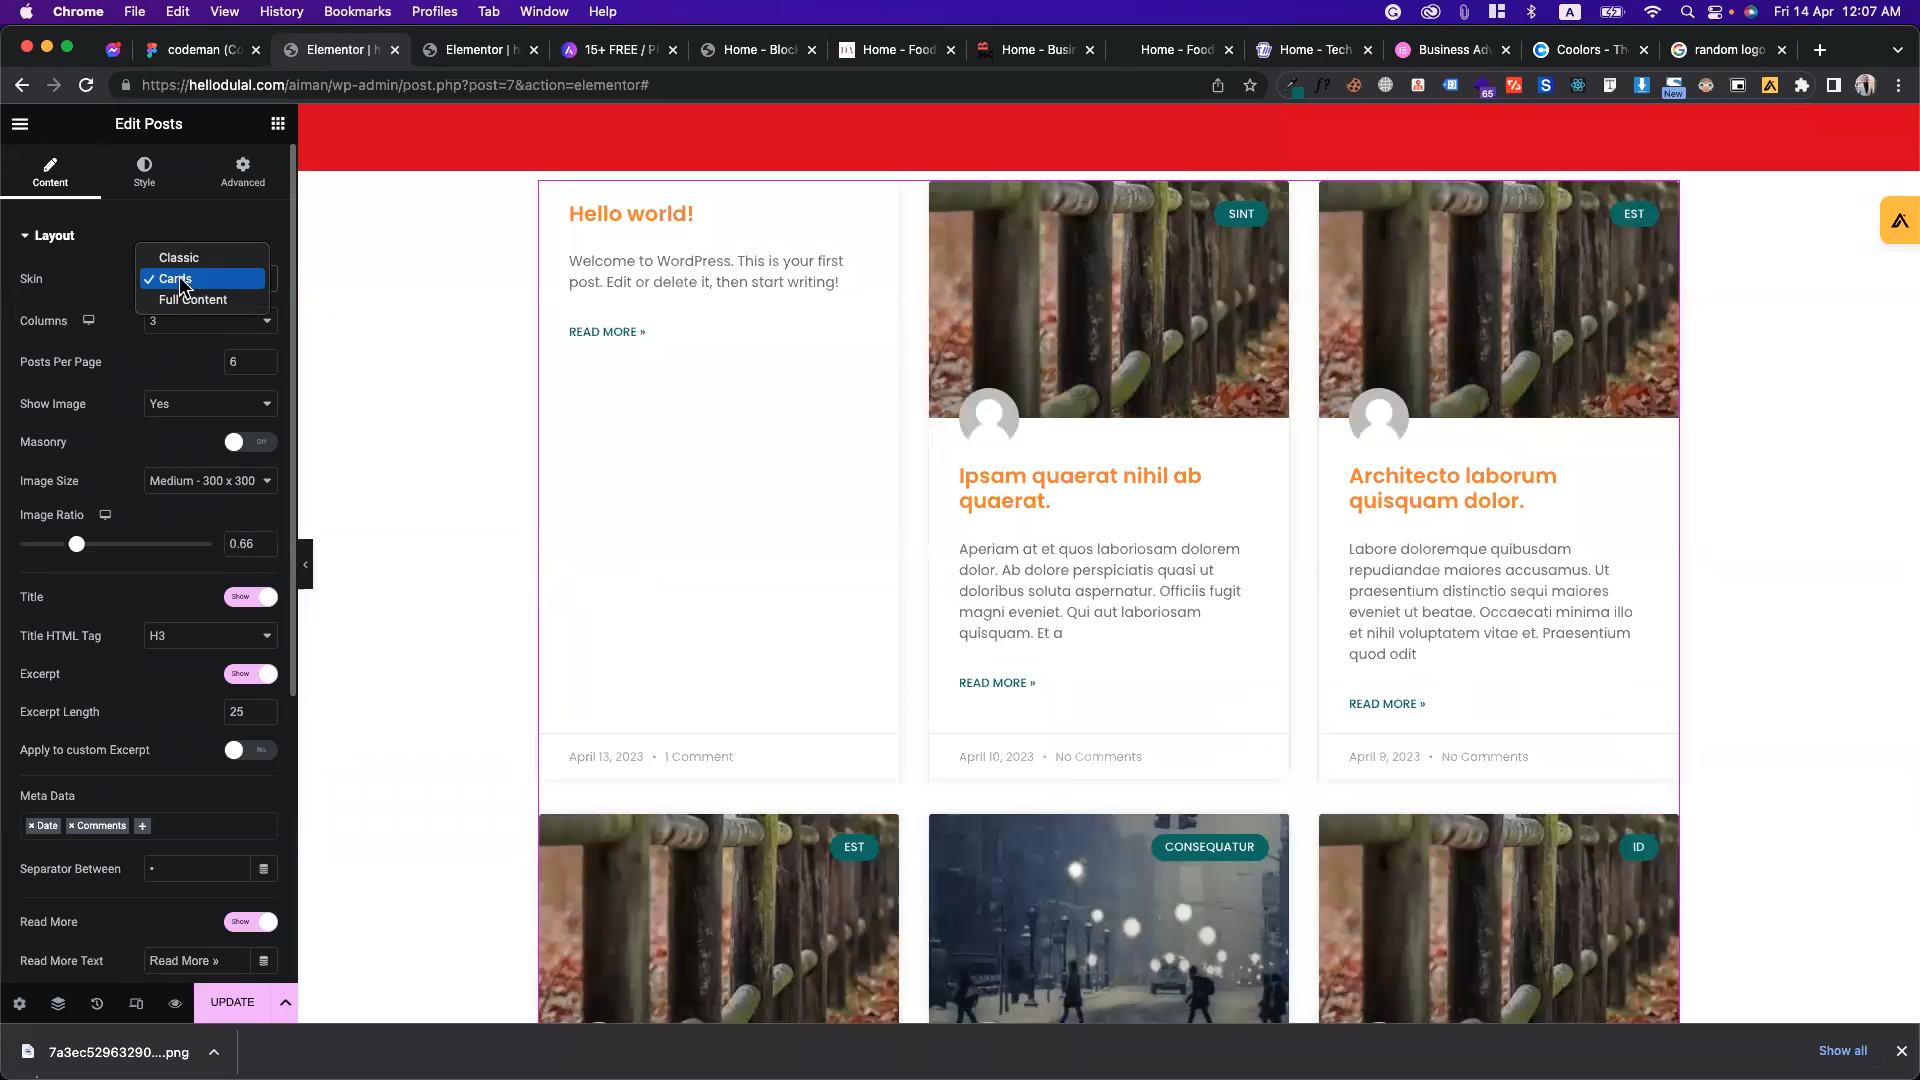 Chrome File Edit View History Bookmarks Profiles Tab Window Help A Fri 14 Apr 12:07 AM
codeman (Co Elementor | h Elementor | h 15+ FREE / P Home - Bloc Home - Food Home - Busin Home - Food Home - Tech Business Adv Coolors - Th random logo
https://hellodulal.com/aiman/wp-admin/post.php?post=7&action=elementor# 65 New
Edit Posts
Content Style Advanced
Layout
Skin
Classic
Cards
Full Content
Columns 3
Posts Per Page 6
Show Image Yes
Masonry Off
Image Size Medium - 300 x 300
Image Ratio
0.66
Title Show
Title HTML Tag H3
Excerpt Show
Excerpt Length 25
Apply to custom Excerpt No
Meta Data
× Date × Comments +
Separator Between •
Read More Show
Read More Text Read More »
UPDATE
Hello world!
Welcome to WordPress. This is your first
post. Edit or delete it, then start writing!
READ MORE »
April 13, 2023 • 1 Comment
SINT
Ipsam quaerat nihil ab
quaerat.
Aperiam at et quos laboriosam dolorem
dolor. Ab dolore perspiciatis quasi ut
doloribus soluta aspernatur. Officiis fugit
magni eveniet. Qui aut laboriosam
quisquam. Et a
READ MORE »
April 10, 2023 • No Comments
EST
Architecto laborum
quisquam dolor.
Labore doloremque quibusdam
repudiandae maiores accusamus. Ut
praesentium distinctio sequi maiores
eveniet ut beatae. Occaecati minima illo
et nihil voluptatem vitae et. Praesentium
quod odit
READ MORE »
April 9, 2023 • No Comments
EST
CONSEQUATUR
ID
7a3ec52963290....png
Show all